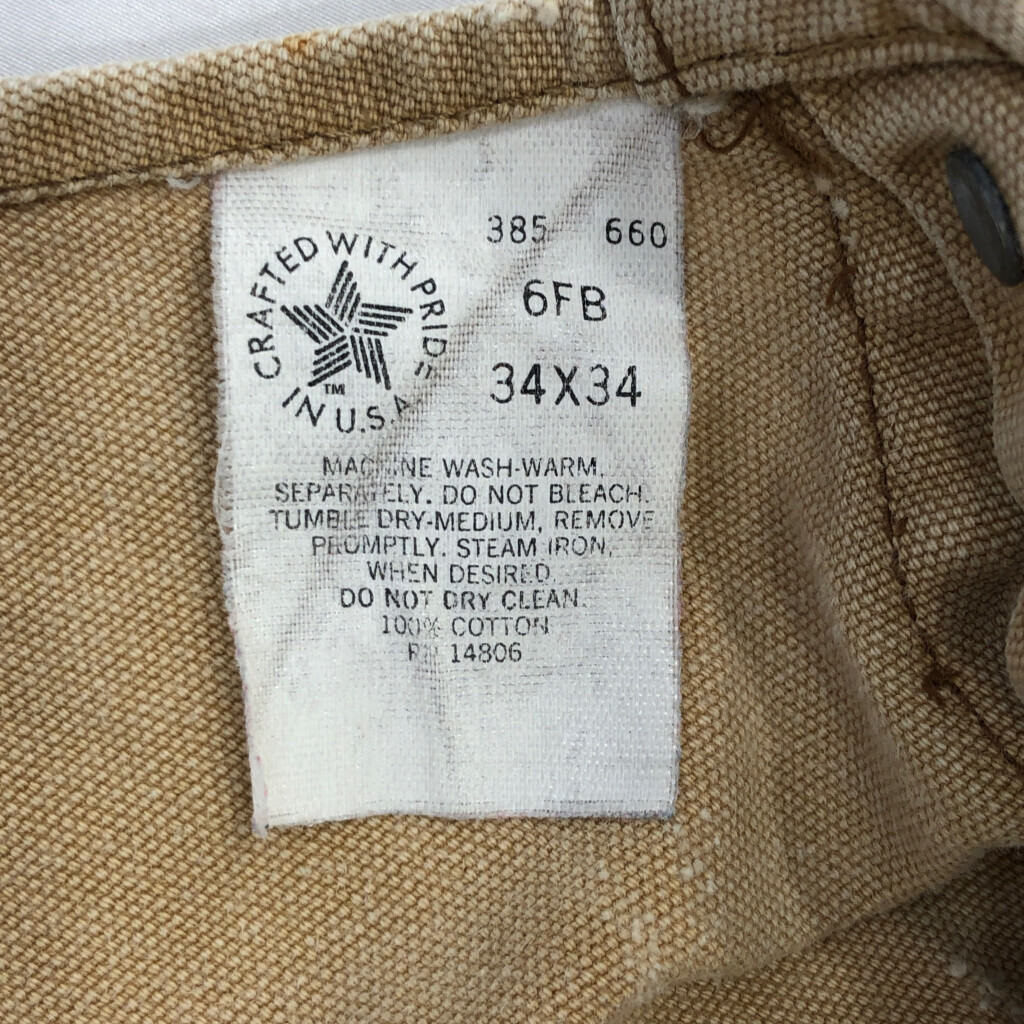 CRAFTED WITH PRIDE
IN U.S.A.
TM
385 660
6FB
34X34
MACHINE WASH-WARM,
SEPARATELY. DO NOT BLEACH.
TUMBLE DRY-MEDIUM, REMOVE
PROMPTLY. STEAM IRON,
WHEN DESIRED.
DO NOT DRY CLEAN.
100% COTTON
RN 14806